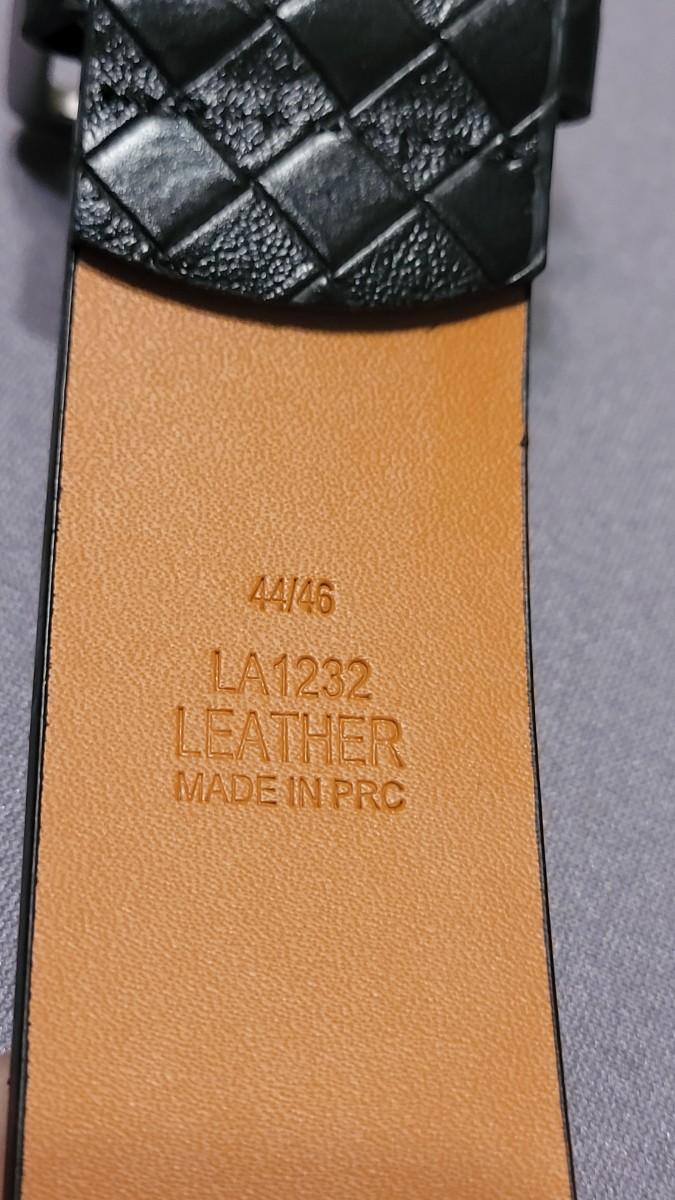 44/46
LA1232
LEATHER
MADE IN PRC